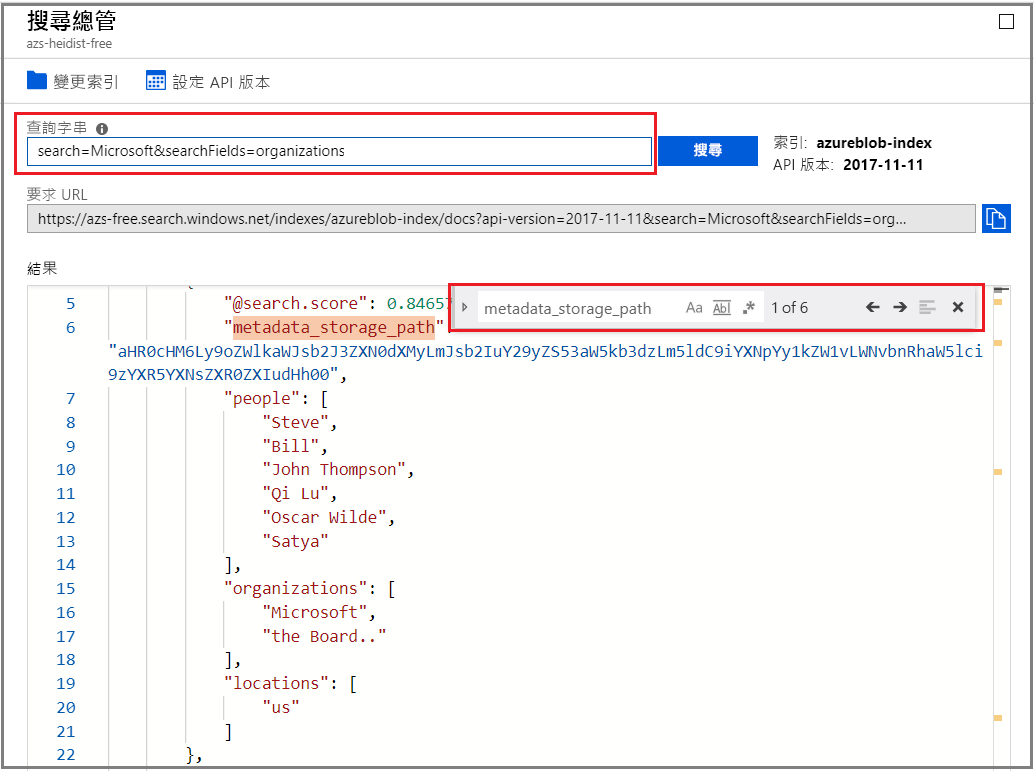 搜尋總管
azs-heidist-free
變更索引 設定 API 版本
查詢字串
search=Microsoft&searchFields=organizations
搜尋
索引: azureblob-index
API 版本: 2017-11-11
要求 URL
https://azs-free.search.windows.net/indexes/azureblob-index/docs?api-version=2017-11-11&search=Microsoft&searchFields=org...
結果
5 "@search.score": 0.84657
metadata_storage_path Aa Abl .* 1 of 6
6 "metadata_storage_path"
"aHR0cHM6Ly9oZWlkaWJsb2J3ZXN0dXMyLmJsb2IuY29yZS53aW5kb3dzLm5ldC9iYXNpYy1kZW1vLWNvbnRhaW5lci
9zYXR5YXNsZXR0ZXIudHh00",
7 "people": [
8 "Steve",
9 "Bill",
10 "John Thompson",
11 "Qi Lu",
12 "Oscar Wilde",
13 "Satya"
14 ],
15 "organizations": [
16 "Microsoft",
17 "the Board.."
18 ],
19 "locations": [
20 "us"
21 ]
22 },